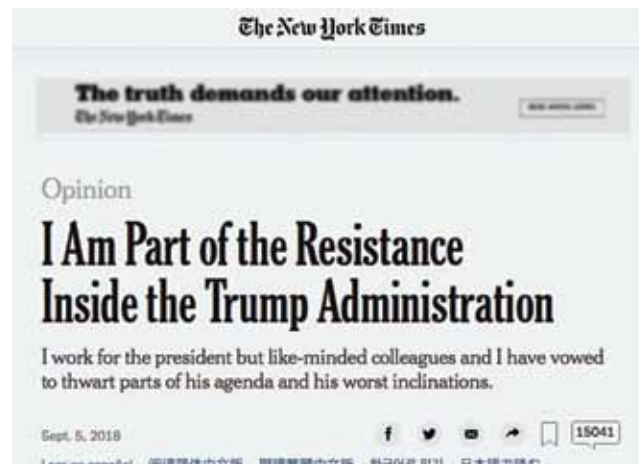 The New York Times
The truth demands our attention.
The New York Times
Opinion
I Am Part of the Resistance
Inside the Trump Administration
I work for the president but like-minded colleagues and I have vowed
to thwart parts of his agenda and his worst inclinations.
Sept. 5, 2018
15041